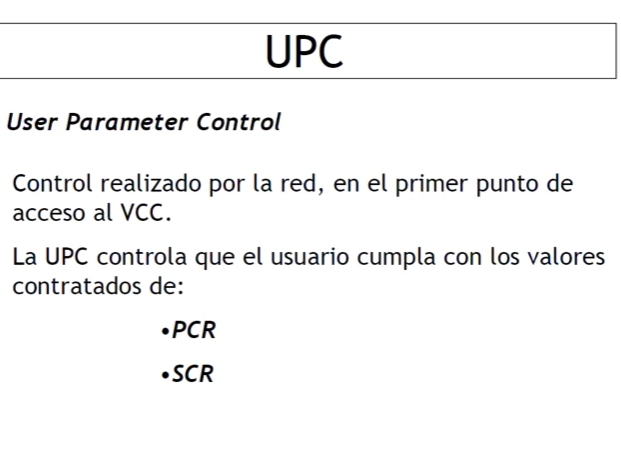 UPC
User Parameter Control
Control realizado por la red, en el primer punto de
acceso al VCC.
La UPC controla que el usuario cumpla con los valores
contratados de:
•PCR
•SCR